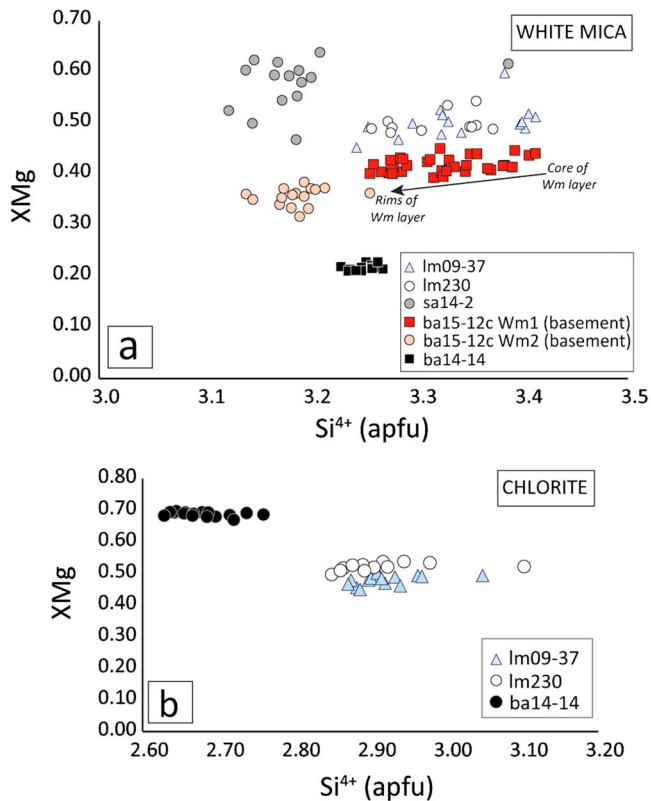 WHITE MICA
XMg
0.70
0.60
0.50
0.40
0.30
0.20
0.10
0.00
Core of
Wm layer
Rims of
Wm layer
lm09-37
lm230
sa14-2
ba15-12c Wm1 (basement)
ba15-12c Wm2 (basement)
ba14-14
a
3.0 3.1 3.2 3.3 3.4 3.5
Si4+ (apfu)
CHLORITE
XMg
0.80
0.70
0.60
0.50
0.40
0.30
0.20
0.10
0.00
lm09-37
lm230
ba14-14
b
2.60 2.70 2.80 2.90 3.00 3.10 3.20
Si4+ (apfu)